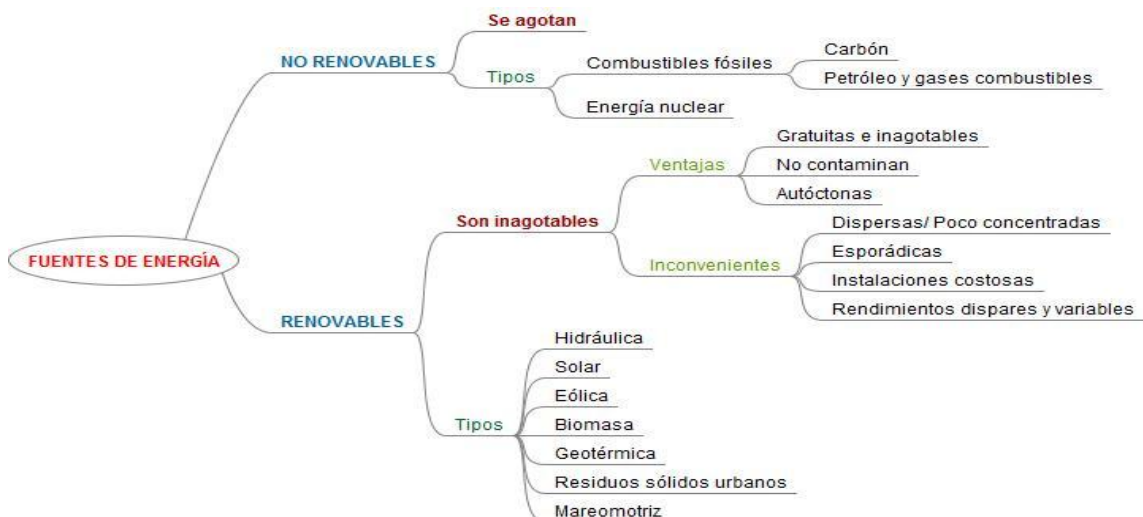 FUENTES DE ENERGÍA
NO RENOVABLES
Se agotan
Tipos
Combustibles fósiles
Carbón
Petróleo y gases combustibles
Energía nuclear
RENOVABLES
Son inagotables
Ventajas
Gratuitas e inagotables
No contaminan
Autóctonas
Inconvenientes
Dispersas/ Poco concentradas
Esporádicas
Instalaciones costosas
Rendimientos dispares y variables
Tipos
Hidráulica
Solar
Eólica
Biomasa
Geotérmica
Residuos sólidos urbanos
Mareomotriz